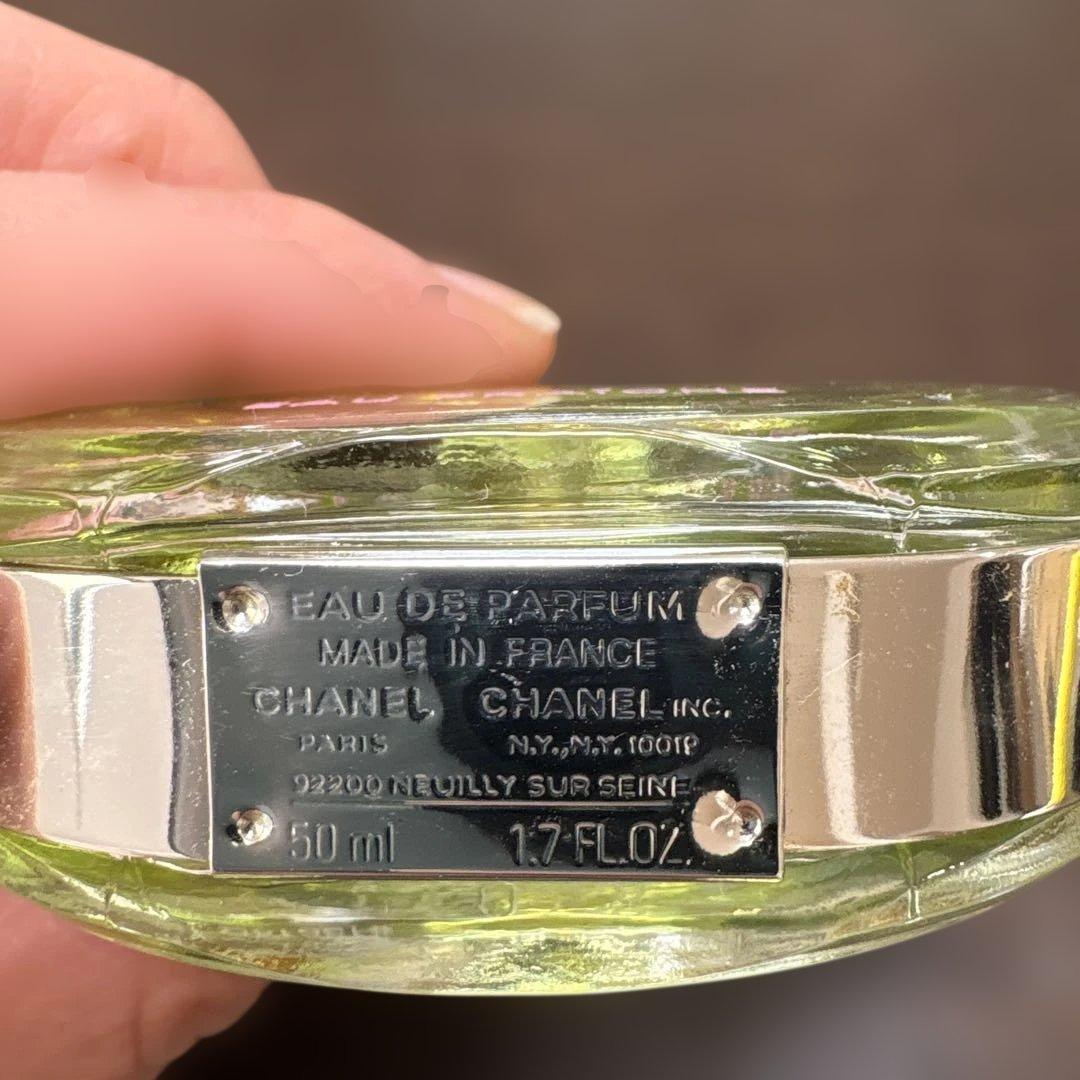 EAU DE PARFUM
MADE IN FRANCE
CHANEL CHANEL INC.
PARIS N.Y., N.Y. 10019
92200 NEUILLY SUR SEINE
50 ml 1.7 FL.OZ.